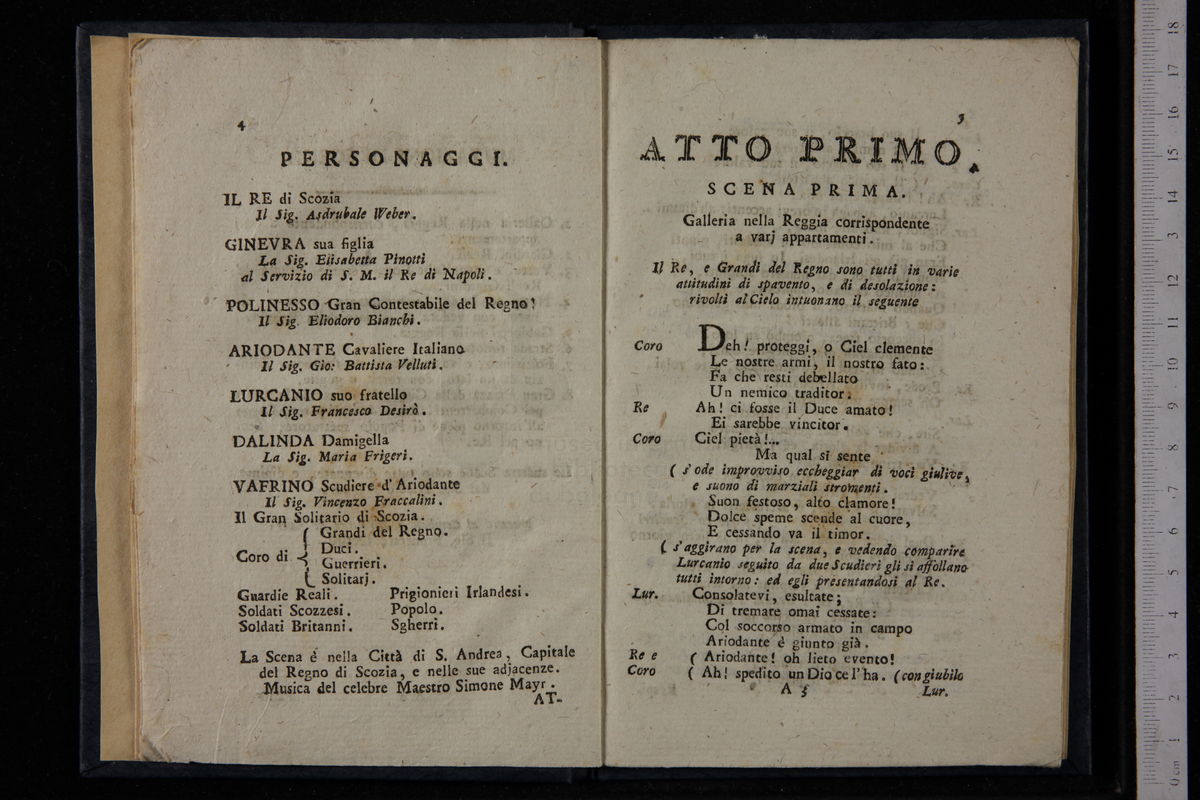 4
PERSONAGGI.
IL RE di Scozia
Il Sig. Asdrubale Weber.
GINEVRA sua figlia
La Sig. Elisabetta Pinotti
al Servizio di S. M. il Re di Napoli.
POLINESSO Gran Contestabile del Regno
Il Sig. Eliodoro Bianchi.
ARIODANTE Cavaliere Italiano
Il Sig. Gio: Battista Velluti.
LURCANIO suo fratello
Il Sig. Francesco Desirò.
DALINDA Damigella
La Sig. Maria Frigeri.
VAFRINO Scudiere d'Ariodante
Il Sig. Vincenzo Fraccalini.
Il Gran Solitario di Scozia.
Coro di { Grandi del Regno.
Duci.
Guerrieri.
Solitarj.
Guardie Reali. Prigionieri Irlandesi.
Soldati Scozzesi. Popolo.
Soldati Britanni. Sgherri.
La Scena è nella Città di S. Andrea, Capitale
del Regno di Scozia, e nelle sue adjacenze.
Musica del celebre Maestro Simone Mayr.
AT-
5
ATTO PRIMO.
SCENA PRIMA.
Galleria nella Reggia corrispondente
a varj appartamenti.
Il Re, e Grandi del Regno sono tutti in varie
attitudini di spavento, e di desolazione:
rivolti al Cielo intuonano il seguente
Coro Deh! proteggi, o Ciel clemente
Le nostre armi, il nostro fato:
Fa che resti debellato
Un nemico traditor.
Re Ah! ci fosse il Duce amato!
Ei sarebbe vincitor.
Coro Ciel pietà!...
Ma qual si sente
( s'ode improvviso eccheggiar di voci giulive,
e suono di marziali stromenti.
Suon festoso, alto clamore!
Dolce speme scende al cuore,
E cessando va il timor.
( s'aggirano per la scena, e vedendo comparire
Lurcanio seguito da due Scudieri gli si affollano
tutti intorno: ed egli presentandosi al Re.
Lur. Consolatevi, esultate;
Di tremare omai cessate:
Col soccorso armato in campo
Ariodante è giunto già.
Re e ( Ariodante! oh lieto evento!
Coro ( Ah! spedito un Dio ce l'ha. (con giubilo
A 3 Lur.